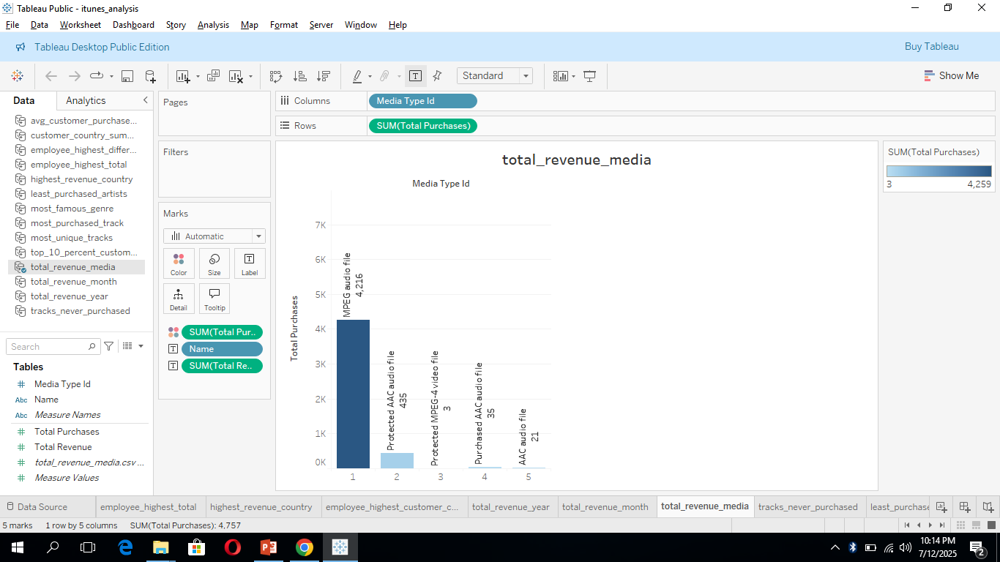 Tableau Public - itunes_analysis
File Data Worksheet Dashboard Story Analysis Map Format Server Window Help
Tableau Desktop Public Edition
Buy Tableau
Standard
Show Me
Data
Analytics
avg_customer_purchase...
customer_country_sum...
employee_highest_differ...
employee_highest_total
highest_revenue_country
least_purchased_artists
most_famous_genre
most_purchased_track
most_unique_tracks
top_10_percent_custom...
total_revenue_media
total_revenue_month
total_revenue_year
tracks_never_purchased
Search
Tables
Media Type Id
Abc Name
Abc Measure Names
Total Purchases
Total Revenue
total_revenue_media.csv ...
Measure Values
Pages
Filters
Marks
Automatic
Color Size Label
Detail Tooltip
SUM(Total Pur..
Name
SUM(Total Re..
Columns
Media Type Id
Rows
SUM(Total Purchases)
total_revenue_media
Media Type Id
Total Purchases
7K
6K
5K
4K
3K
2K
1K
0K
MPEG audio file
4,216
Protected AAC audio file
435
Protected MPEG-4 video file
3
Purchased AAC audio file
35
AAC audio file
21
1 2 3 4 5
SUM(Total Purchases)
3 4,259
Data Source
employee_highest_total
highest_revenue_country
employee_highest_customer_c...
total_revenue_year
total_revenue_month
total_revenue_media
tracks_never_purchased
least_purchase
5 marks 1 row by 5 columns SUM(Total Purchases): 4,757
10:14 PM
7/12/2025
2